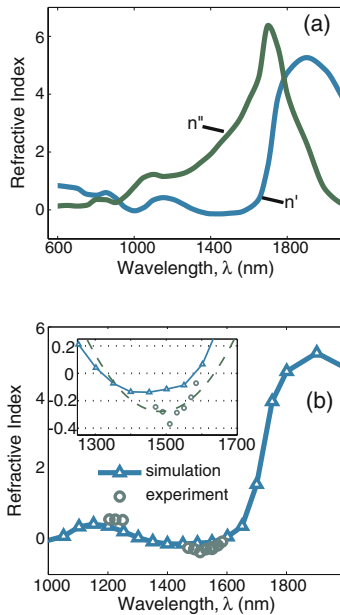 (a)
6
4
2
0
Refractive Index
n"
n'
600 1000 1400 1800
Wavelength, λ (nm)
6
4
2
0
Refractive Index
(b)
0.2
0
-0.2
-0.4
1300 1500 1700
simulation
experiment
1000 1200 1400 1600 1800
Wavelength, λ (nm)